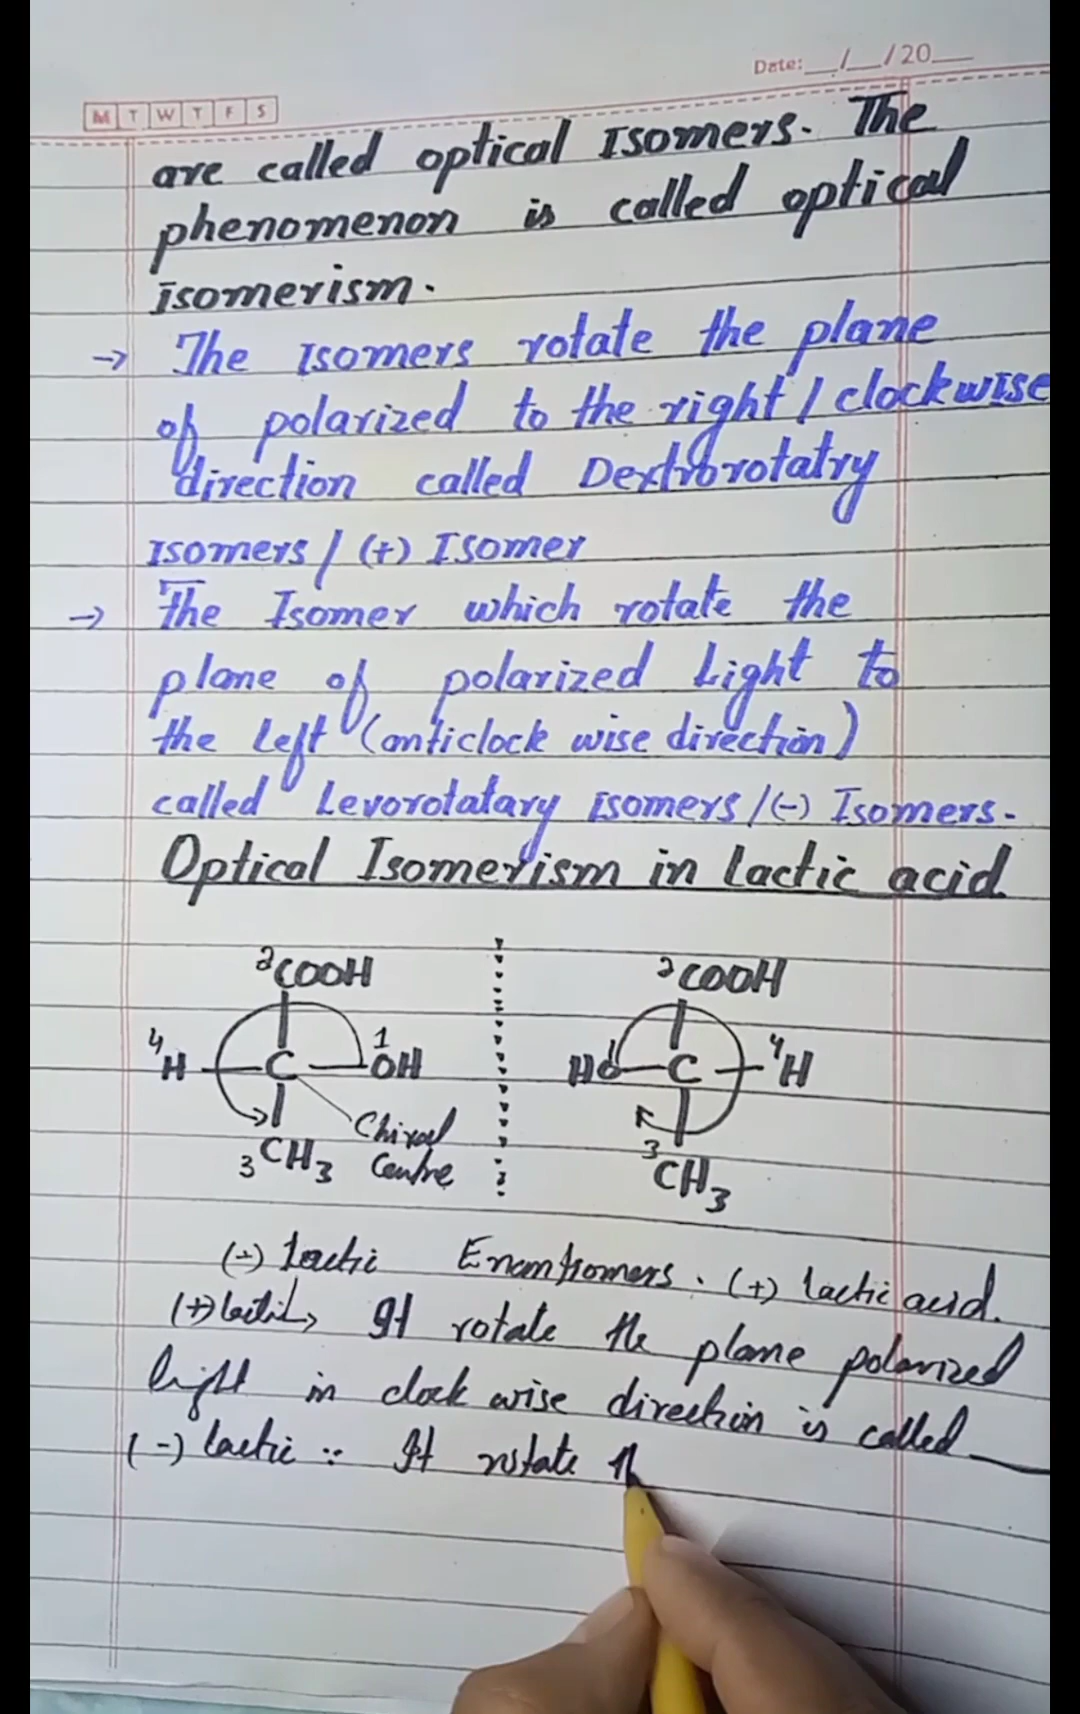 Date: __/__/20__
M T W T F S
are called optical Isomers. The
phenomenon is called optical
isomerism.
→ The Isomers rotate the plane
of polarized to the right / clockwise
direction called Dextrorotatry
Isomers / (+) Isomer
→ The Isomer which rotate the
plane of polarized Light to
the left (anticlock wise direction)
called Levorotatary isomers / (-) Isomers.
Optical Isomerism in lactic acid
2 COOH
4 H C 1 OH
3 CH3
Chiral
Centre
2 COOH
HO C 4 H
3 CH3
(-) Lactic Enantiomers. (+) lactic acid.
(+) lactic, It rotate the plane polarized
light in clock wise direction is called
(-) lactic :- It rotate